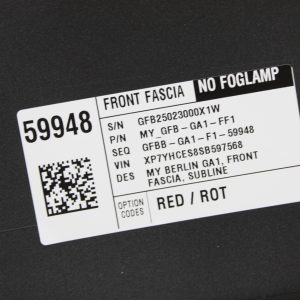 FRONT FASCIA NO FOGLAMP
59948
S/N GFB25023000X1W
P/N MY_GFB-GA1-FF1
SEQ GFBB-GA1-F1-59948
VIN XP7YHCES8SB597568
DES MY BERLIN GA1, FRONT
FASCIA, SUBLINE
OPTION
CODES
RED / ROT